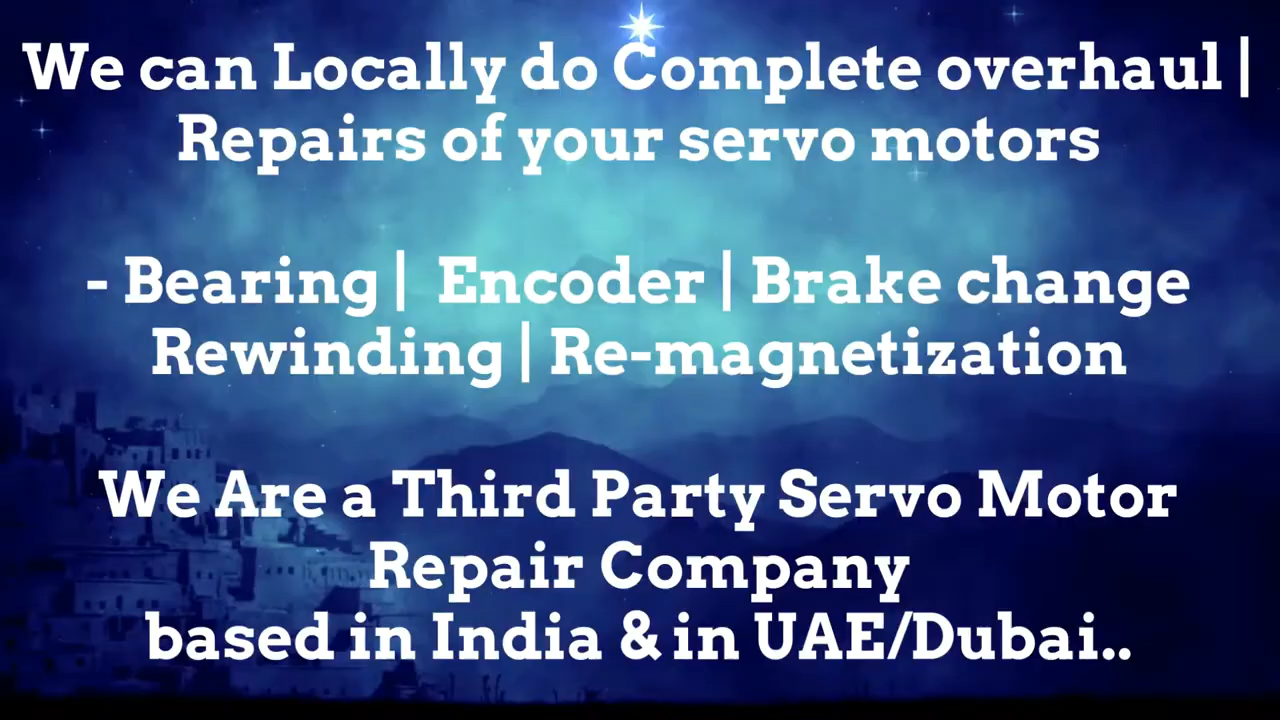 We can Locally do Complete overhaul |
Repairs of your servo motors
- Bearing | Encoder | Brake change
Rewinding | Re-magnetization
We Are a Third Party Servo Motor
Repair Company
based in India & in UAE/Dubai..